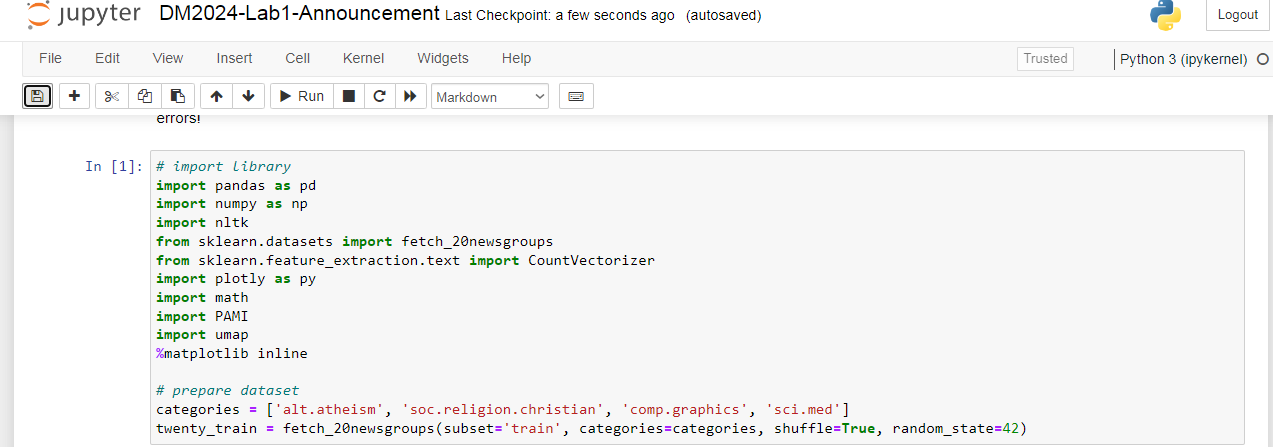 jupyter DM2024-Lab1-Announcement Last Checkpoint: a few seconds ago (autosaved) Logout
File Edit View Insert Cell Kernel Widgets Help Trusted Python 3 (ipykernel)
Run Markdown
errors!
In [1]: # import library
import pandas as pd
import numpy as np
import nltk
from sklearn.datasets import fetch_20newsgroups
from sklearn.feature_extraction.text import CountVectorizer
import plotly as py
import math
import PAMI
import umap
%matplotlib inline
# prepare dataset
categories = ['alt.atheism', 'soc.religion.christian', 'comp.graphics', 'sci.med']
twenty_train = fetch_20newsgroups(subset='train', categories=categories, shuffle=True, random_state=42)